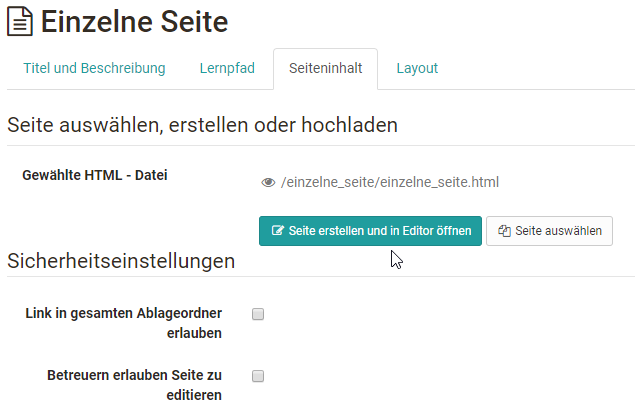 Einzelne Seite
Titel und Beschreibung Lernpfad Seiteninhalt Layout
Seite auswählen, erstellen oder hochladen
Gewählte HTML - Datei /einzelne_seite/einzelne_seite.html
Seite erstellen und in Editor öffnen Seite auswählen
Sicherheitseinstellungen
Link in gesamten Ablageordner
erlauben
Betreuern erlauben Seite zu
editieren